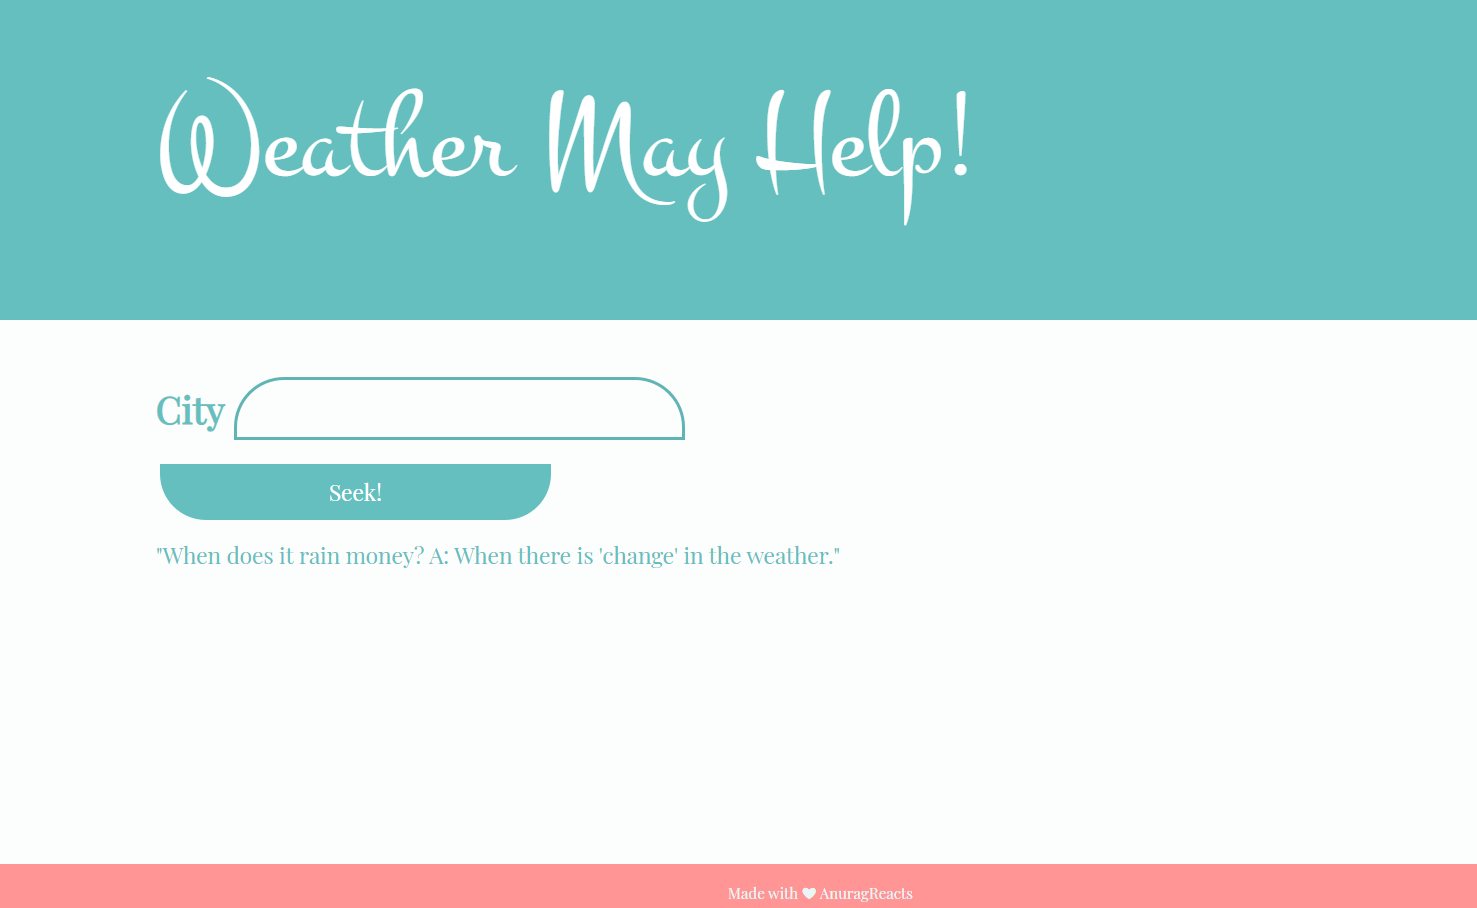 Weather May Help!
City
Seek!
"When does it rain money? A: When there is 'change' in the weather."
Made with ❤ AnuragReacts